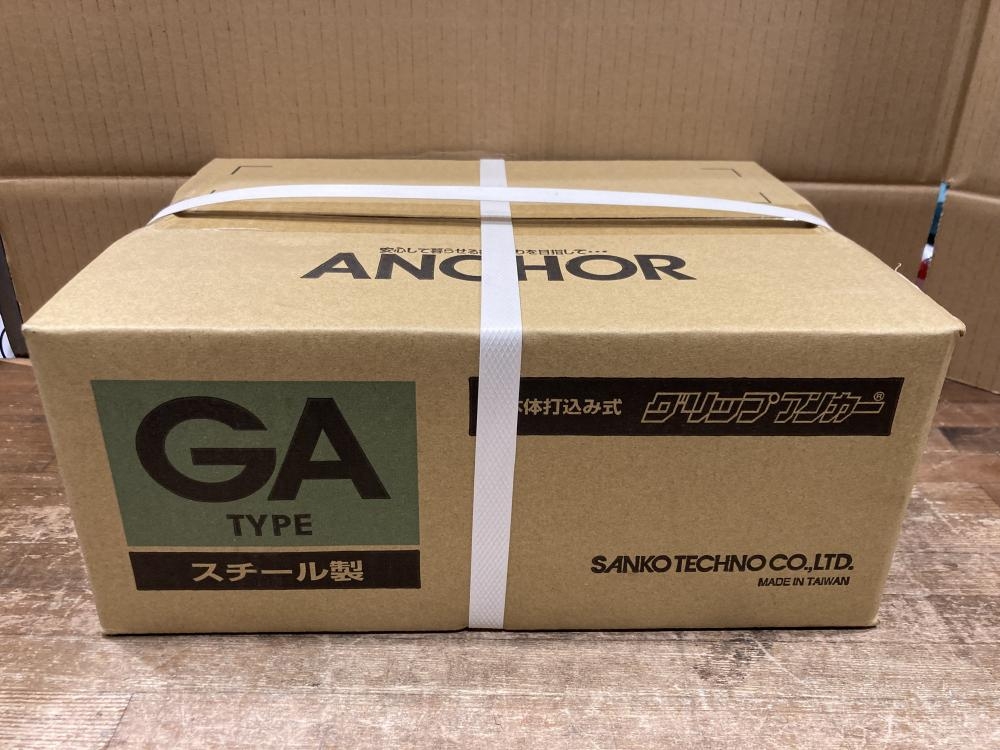 安心して暮らせる を目指して…
ANCHOR
GA
TYPE
スチール製
体打込み式 グリップアンカー®
SANKO TECHNO CO.,LTD.
MADE IN TAIWAN